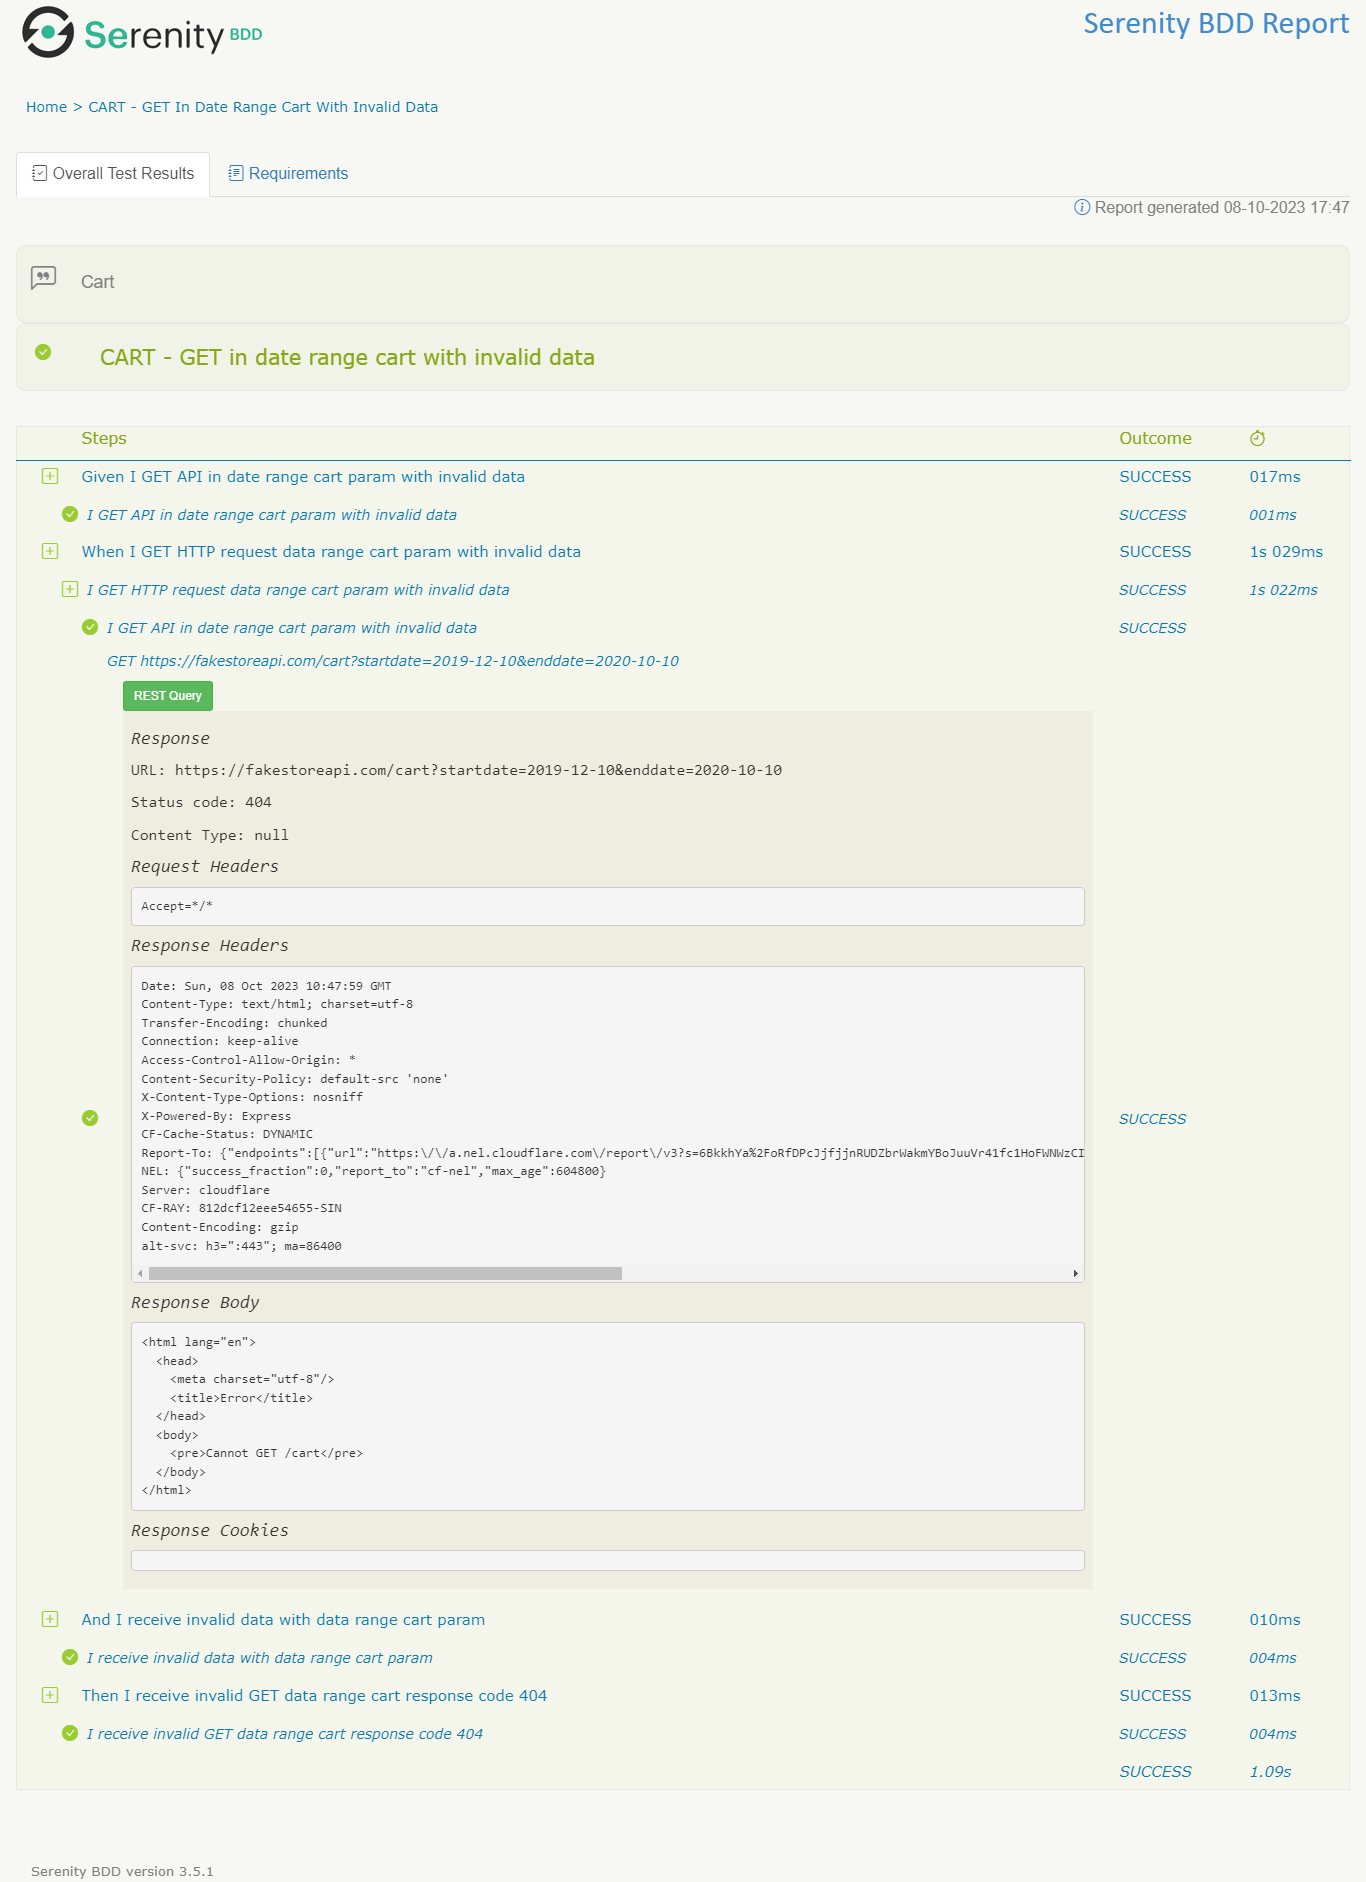 Serenity BDD
Serenity BDD Report
Home > CART - GET In Date Range Cart With Invalid Data
Overall Test Results
Requirements
Report generated 08-10-2023 17:47
Cart
CART - GET in date range cart with invalid data
Steps Outcome
Given I GET API in date range cart param with invalid data SUCCESS 017ms
I GET API in date range cart param with invalid data SUCCESS 001ms
When I GET HTTP request data range cart param with invalid data SUCCESS 1s 029ms
I GET HTTP request data range cart param with invalid data SUCCESS 1s 022ms
I GET API in date range cart param with invalid data SUCCESS
GET https://fakestoreapi.com/cart?startdate=2019-12-10&enddate=2020-10-10
REST Query
Response
URL: https://fakestoreapi.com/cart?startdate=2019-12-10&enddate=2020-10-10
Status code: 404
Content Type: null
Request Headers
Accept=*/*
Response Headers
Date: Sun, 08 Oct 2023 10:47:59 GMT
Content-Type: text/html; charset=utf-8
Transfer-Encoding: chunked
Connection: keep-alive
Access-Control-Allow-Origin: *
Content-Security-Policy: default-src 'none'
X-Content-Type-Options: nosniff
X-Powered-By: Express
SUCCESS
CF-Cache-Status: DYNAMIC
Report-To: {"endpoints":[{"url":"https:\/\/a.nel.cloudflare.com\/report\/v3?s=6BkkhYa%2FoRfDPcJjfjjnRUDZbrWakmYBoJuuVr41fc1HoFWNWzCI
NEL: {"success_fraction":0,"report_to":"cf-nel","max_age":604800}
Server: cloudflare
CF-RAY: 812dcf12eee54655-SIN
Content-Encoding: gzip
alt-svc: h3=":443"; ma=86400
Response Body
<html lang="en">
  <head>
    <meta charset="utf-8"/>
    <title>Error</title>
  </head>
  <body>
    <pre>Cannot GET /cart</pre>
  </body>
</html>
Response Cookies
And I receive invalid data with data range cart param SUCCESS 010ms
I receive invalid data with data range cart param SUCCESS 004ms
Then I receive invalid GET data range cart response code 404 SUCCESS 013ms
I receive invalid GET data range cart response code 404 SUCCESS 004ms
SUCCESS 1.09s
Serenity BDD version 3.5.1